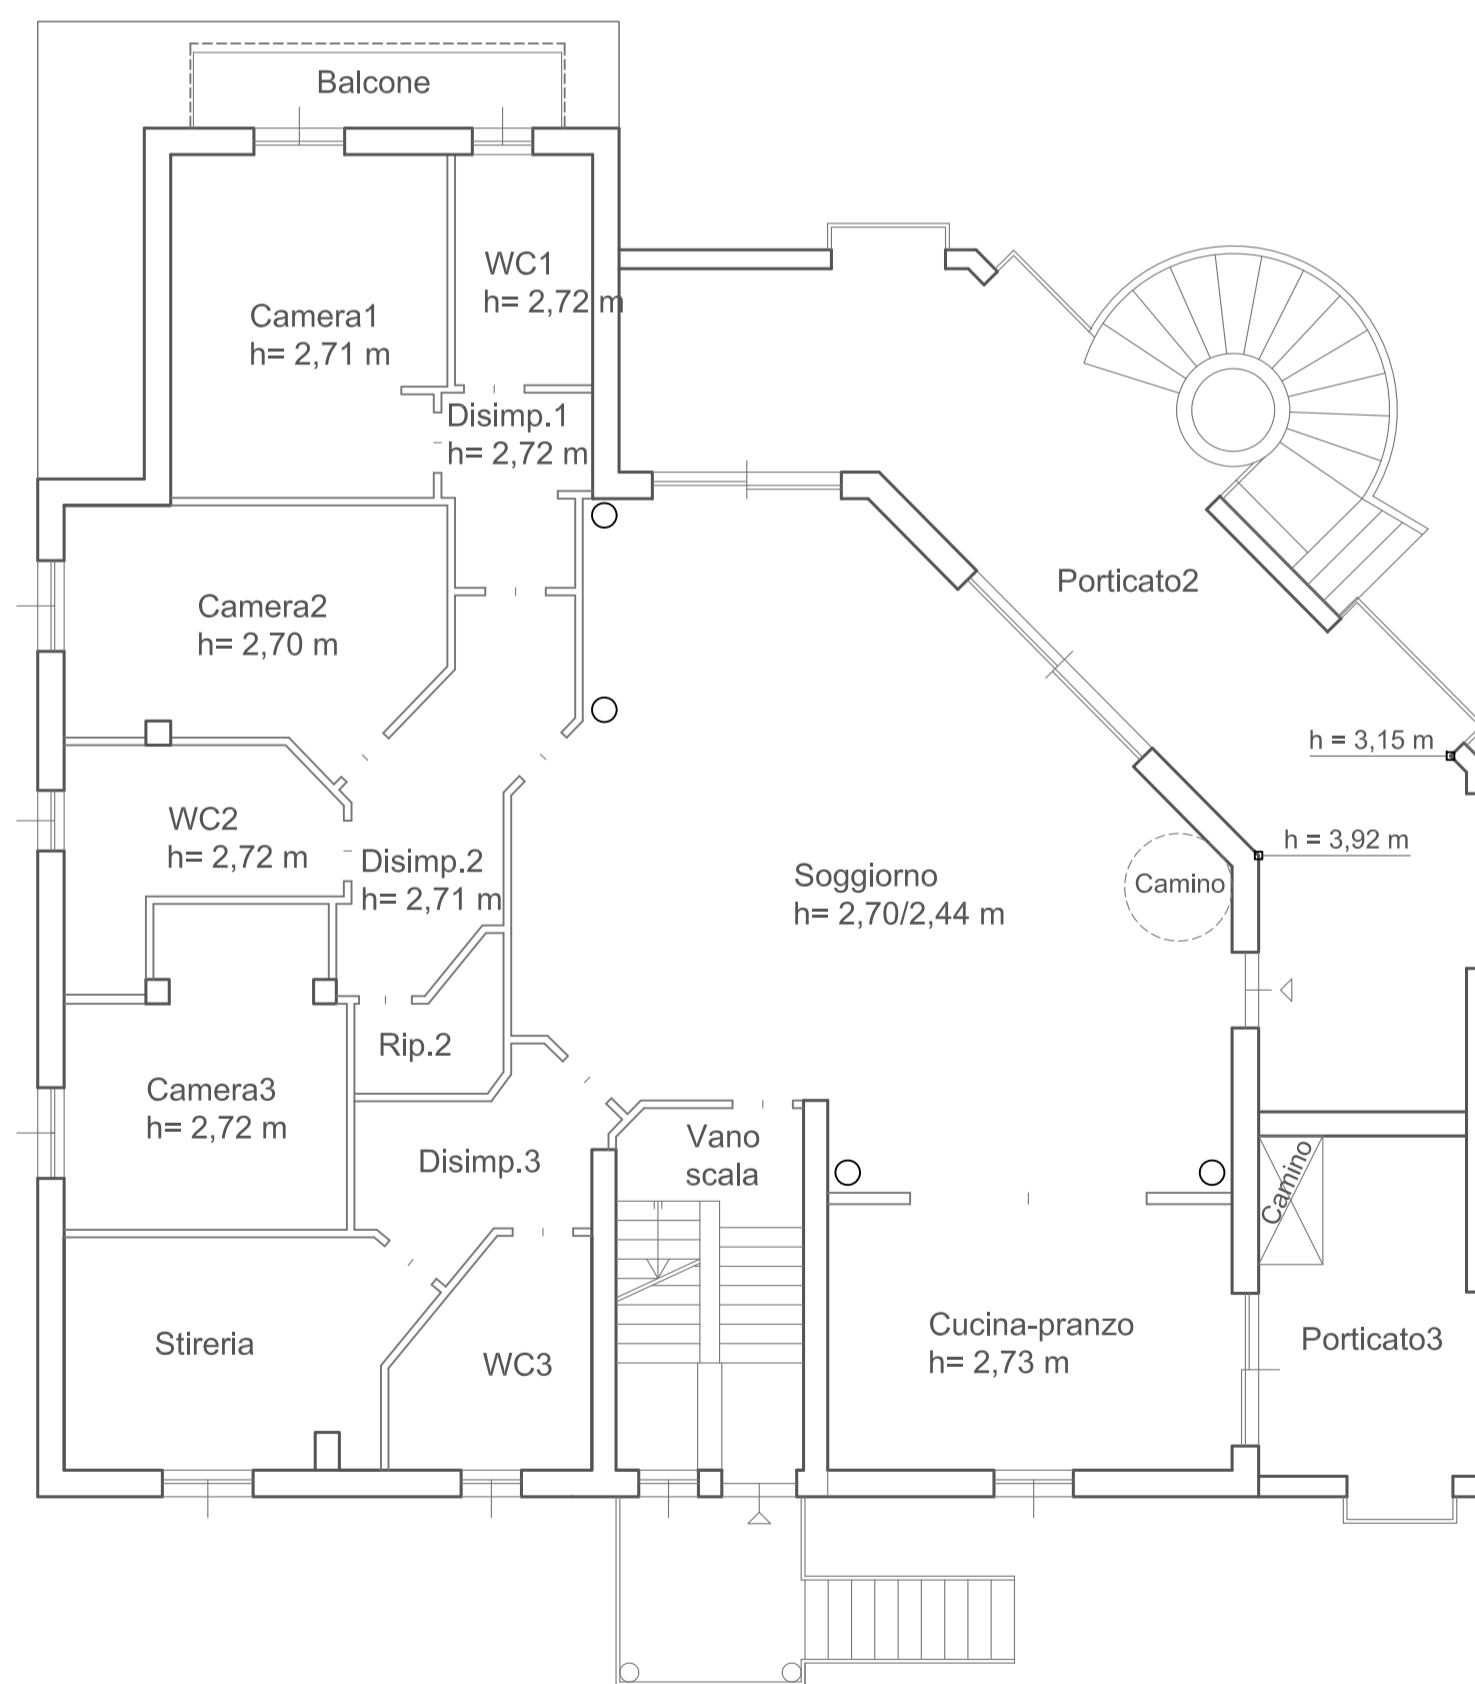 Balcone
WC1
h= 2,72 m
Camera1
h= 2,71 m
Disimp.1
h= 2,72 m
Camera2
h= 2,70 m
Porticato2
h = 3,15 m
WC2
h= 2,72 m
h = 3,92 m
Disimp.2
h= 2,71 m
Soggiorno
h= 2,70/2,44 m
Camino
Rip.2
Camera3
h= 2,72 m
Vano
scala
Disimp.3
Camino
Stireria
WC3
Cucina-pranzo
h= 2,73 m
Porticato3